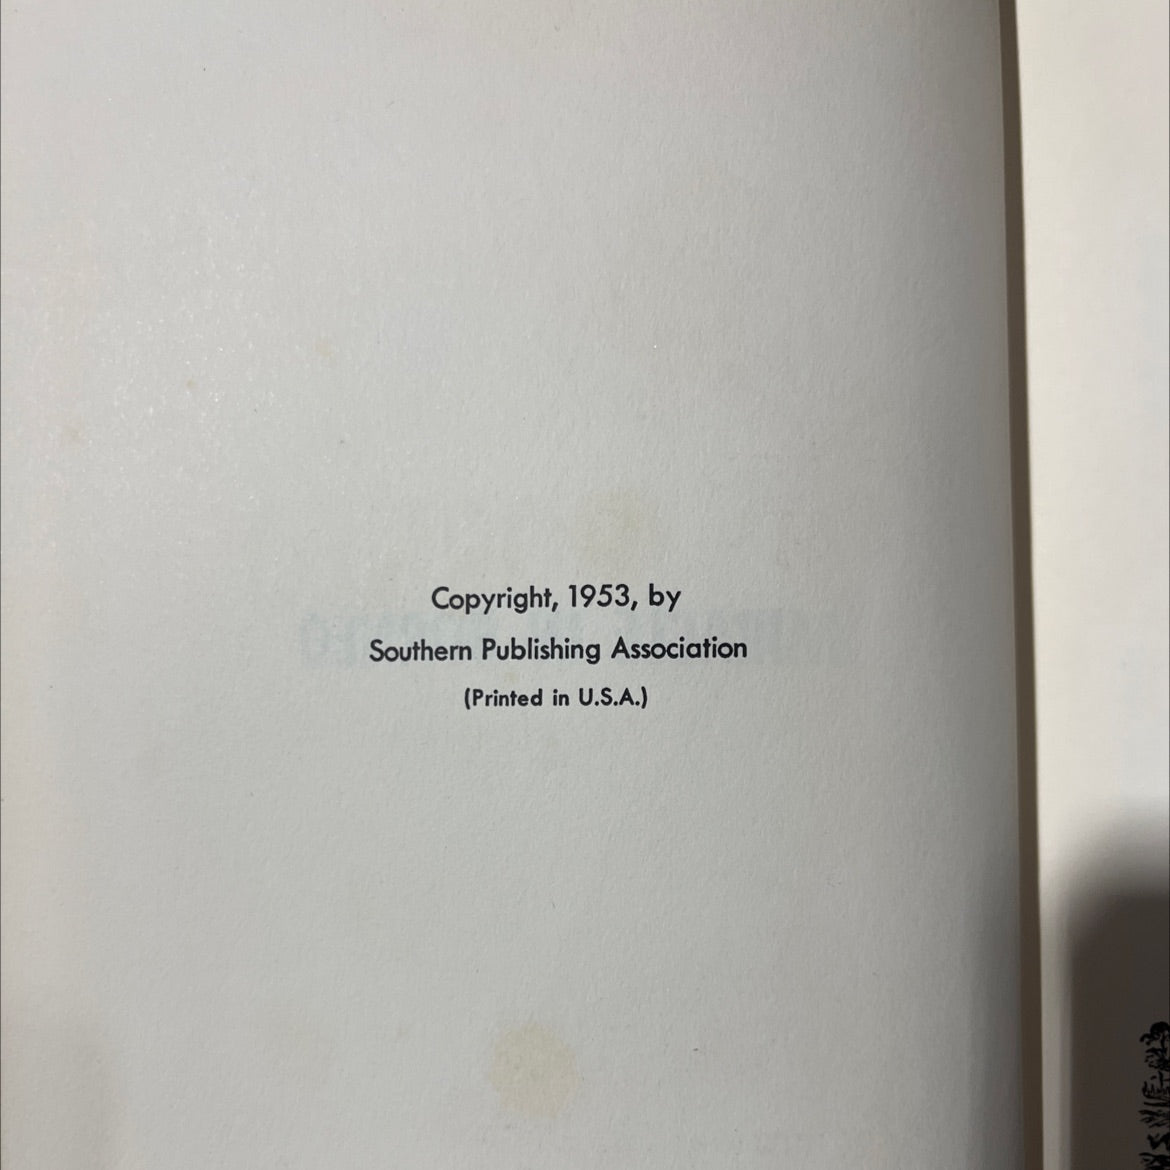 Copyright, 1953, by
Southern Publishing Association
(Printed in U.S.A.)